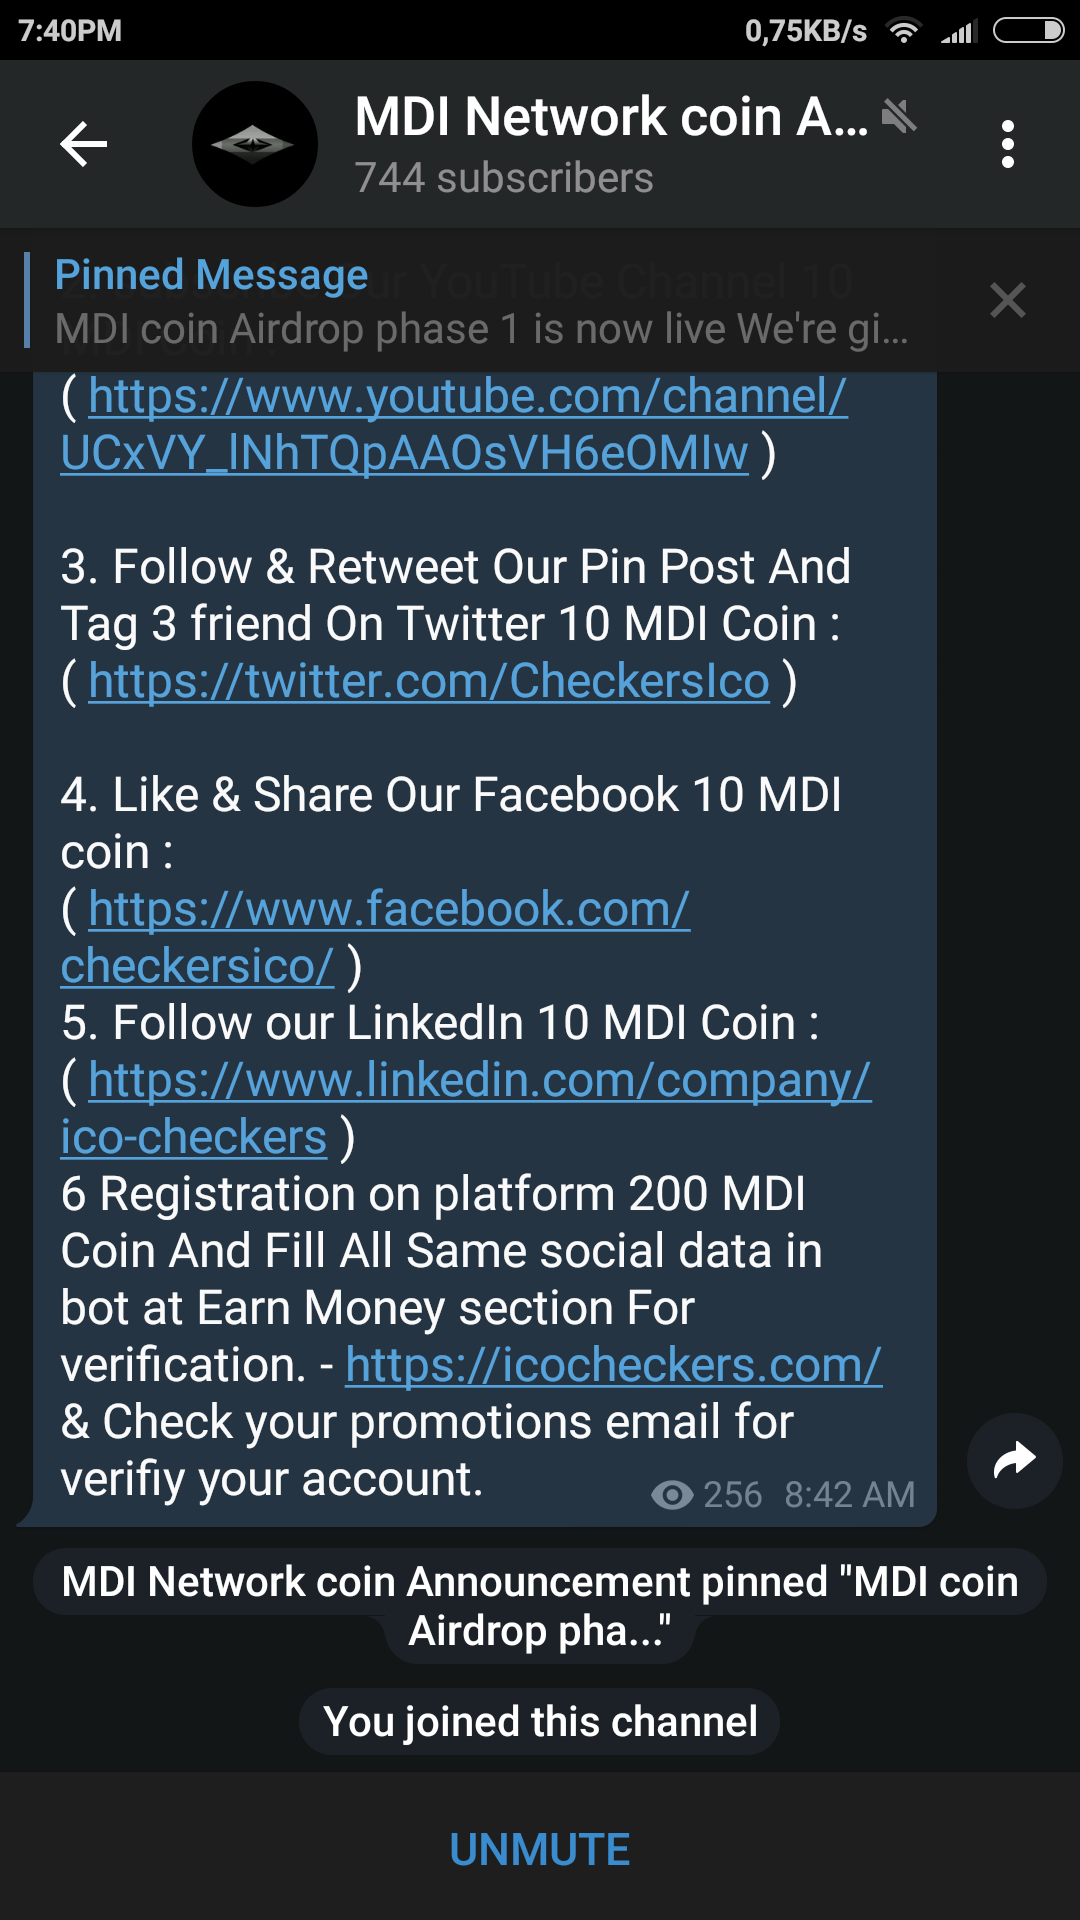 7:40PM
0,75KB/s
MDI Network coin A...
744 subscribers
Pinned Message
MDI coin Airdrop phase 1 is now live We're gi...
ur YouTube Channel 10
( https://www.youtube.com/channel/
UCxVY_lNhTQpAAOsVH6eOMIw )
3. Follow & Retweet Our Pin Post And
Tag 3 friend On Twitter 10 MDI Coin :
( https://twitter.com/CheckersIco )
4. Like & Share Our Facebook 10 MDI
coin :
( https://www.facebook.com/
checkersico/ )
5. Follow our LinkedIn 10 MDI Coin :
( https://www.linkedin.com/company/
ico-checkers )
6 Registration on platform 200 MDI
Coin And Fill All Same social data in
bot at Earn Money section For
verification. - https://icocheckers.com/
& Check your promotions email for
verifiy your account.
256 8:42 AM
MDI Network coin Announcement pinned "MDI coin
Airdrop pha..."
You joined this channel
UNMUTE